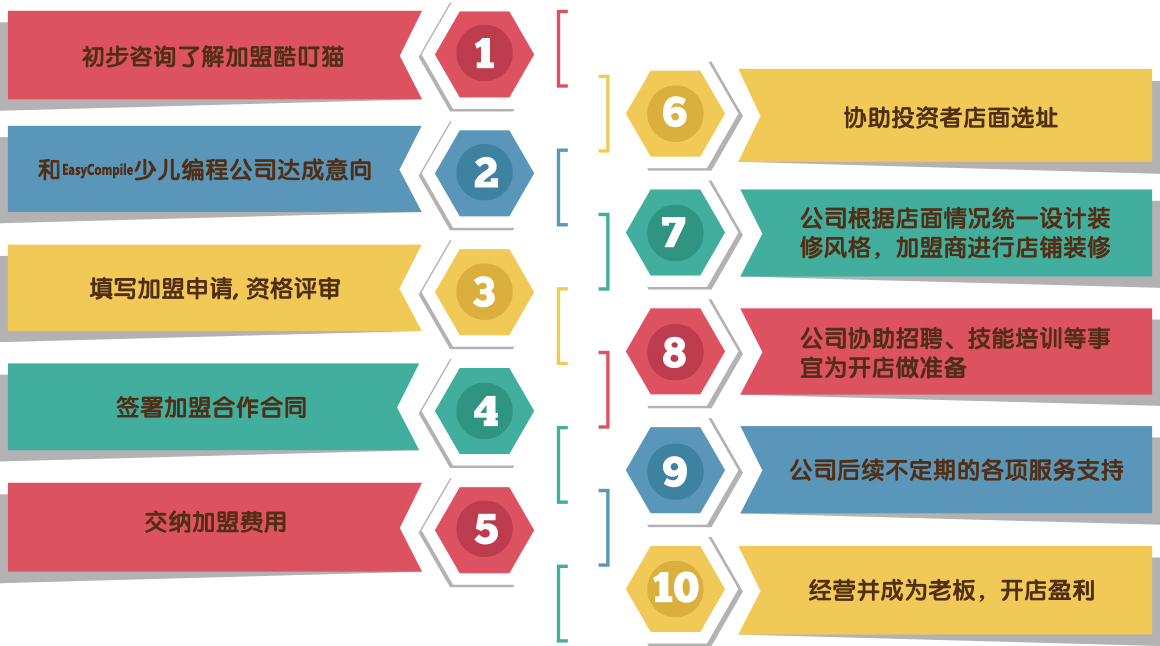 初步咨询了解加盟酷叮猫
1
和EasyCompile少儿编程公司达成意向
2
填写加盟申请, 资格评审
3
签署加盟合作合同
4
交纳加盟费用
5
6
协助投资者店面选址
7
公司根据店面情况统一设计装
修风格，加盟商进行店铺装修
8
公司协助招聘、技能培训等事
宜为开店做准备
9
公司后续不定期的各项服务支持
10
经营并成为老板，开店盈利